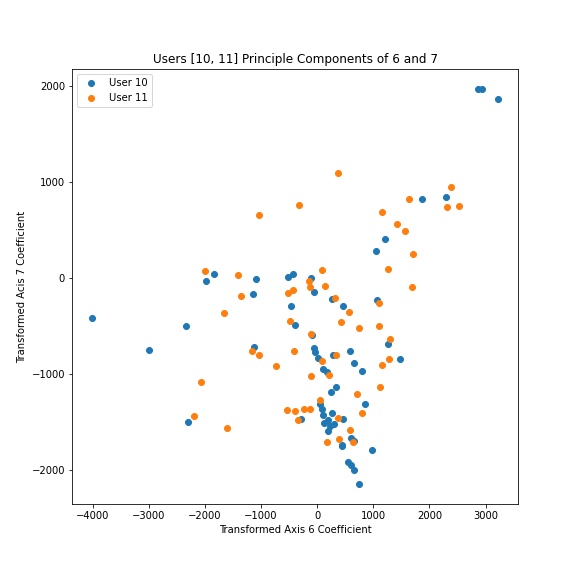 Users [10, 11] Principle Components of 6 and 7
User 10
User 11
2000
1000
0
−1000
−2000
Transformed Acis 7 Coefficient
−4000 −3000 −2000 −1000 0 1000 2000 3000
Transformed Axis 6 Coefficient